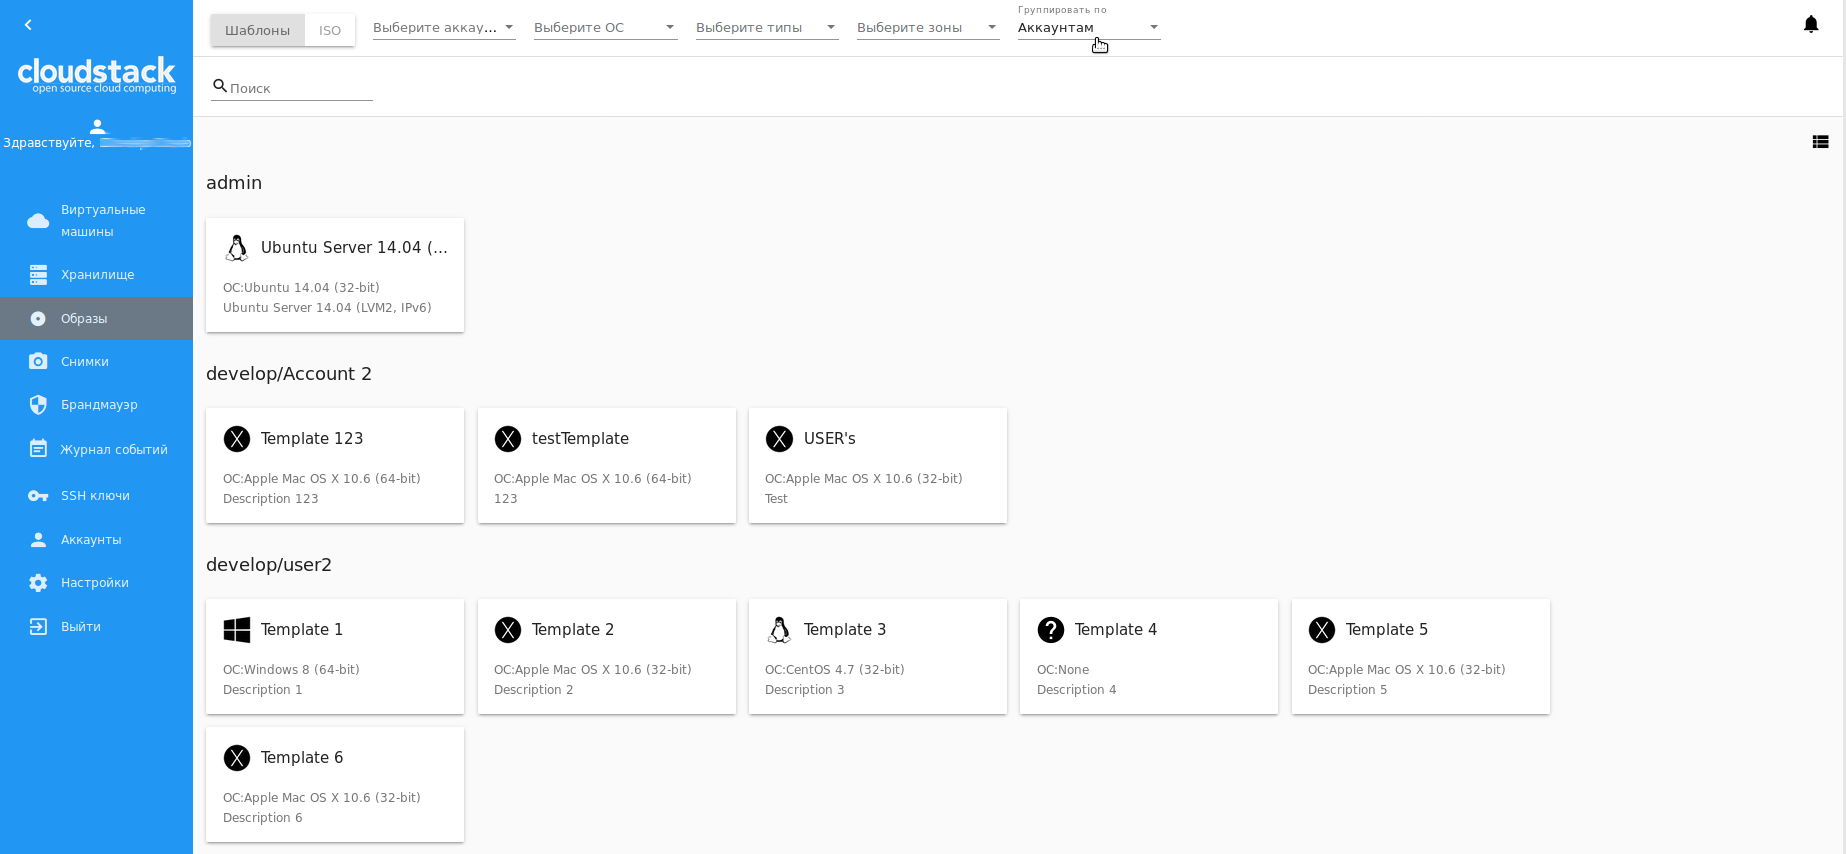 cloudstack
open source cloud computing
Здравствуйте,
Виртуальные
машины
Хранилище
Образы
Снимки
Брандмауэр
Журнал событий
SSH ключи
Аккаунты
Настройки
Выйти
Шаблоны ISO Выберите аккау... Выберите ОС Выберите типы Выберите зоны
Группировать по
Аккаунтам
Поиск
admin
Ubuntu Server 14.04 (...
ОС:Ubuntu 14.04 (32-bit)
Ubuntu Server 14.04 (LVM2, IPv6)
develop/Account 2
Template 123
ОС:Apple Mac OS X 10.6 (64-bit)
Description 123
testTemplate
ОС:Apple Mac OS X 10.6 (64-bit)
123
USER's
ОС:Apple Mac OS X 10.6 (32-bit)
Test
develop/user2
Template 1
ОС:Windows 8 (64-bit)
Description 1
Template 2
ОС:Apple Mac OS X 10.6 (32-bit)
Description 2
Template 3
ОС:CentOS 4.7 (32-bit)
Description 3
Template 4
ОС:None
Description 4
Template 5
ОС:Apple Mac OS X 10.6 (32-bit)
Description 5
Template 6
ОС:Apple Mac OS X 10.6 (32-bit)
Description 6